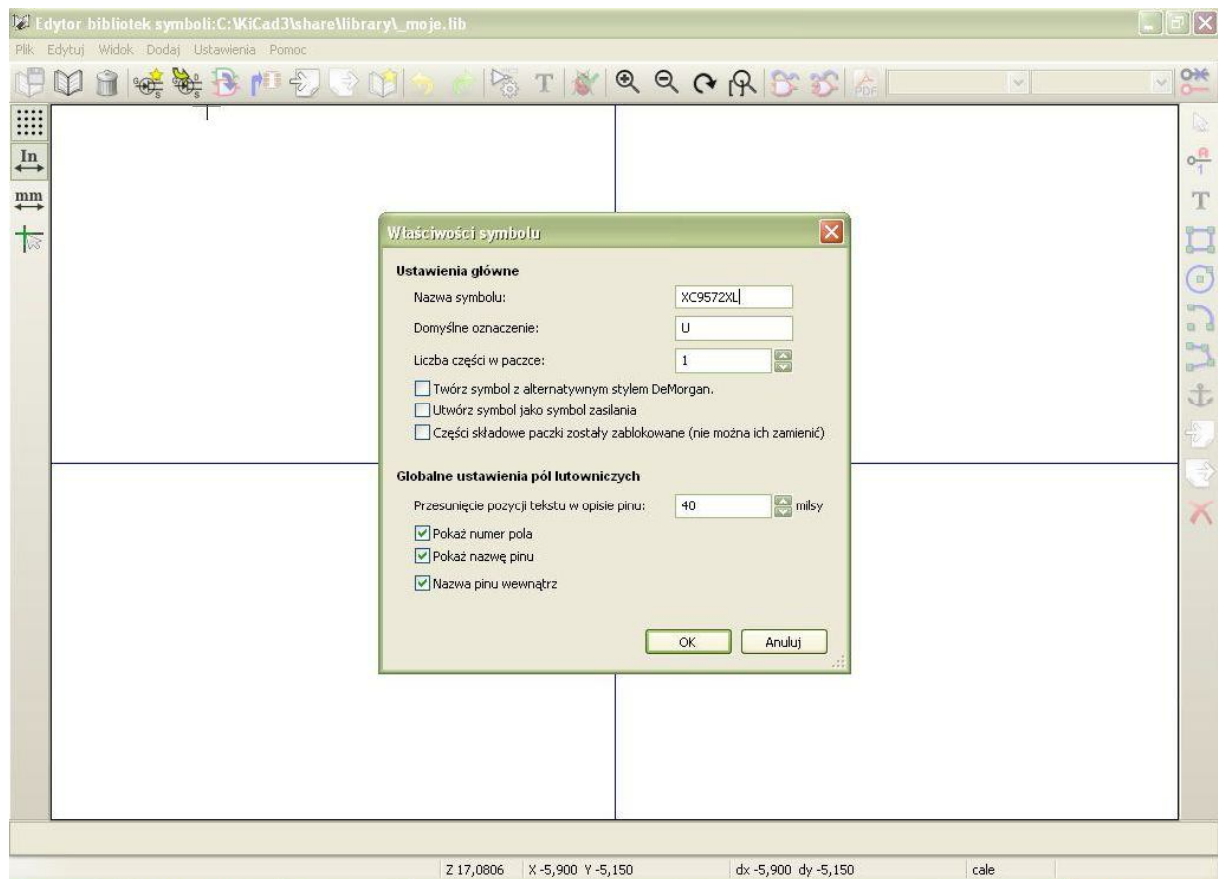 Edytor bibliotek symboli:C:\KiCad3\share\library\_moje.lib
Plik Edytuj Widok Dodaj Ustawienia Pomoc
T
PDF
In
mm
A
1
T
Właściwości symbolu
Ustawienia główne
Nazwa symbolu: XC9572XL
Domyślne oznaczenie: U
Liczba części w paczce: 1
Twórz symbol z alternatywnym stylem DeMorgan.
Utwórz symbol jako symbol zasilania
Części składowe paczki zostały zablokowane (nie można ich zamienić)
Globalne ustawienia pól lutowniczych
Przesunięcie pozycji tekstu w opisie pinu: 40 milsy
Pokaż numer pola
Pokaż nazwę pinu
Nazwa pinu wewnątrz
OK Anuluj
Z 17,0806 X -5,900 Y -5,150 dx -5,900 dy -5,150 cale